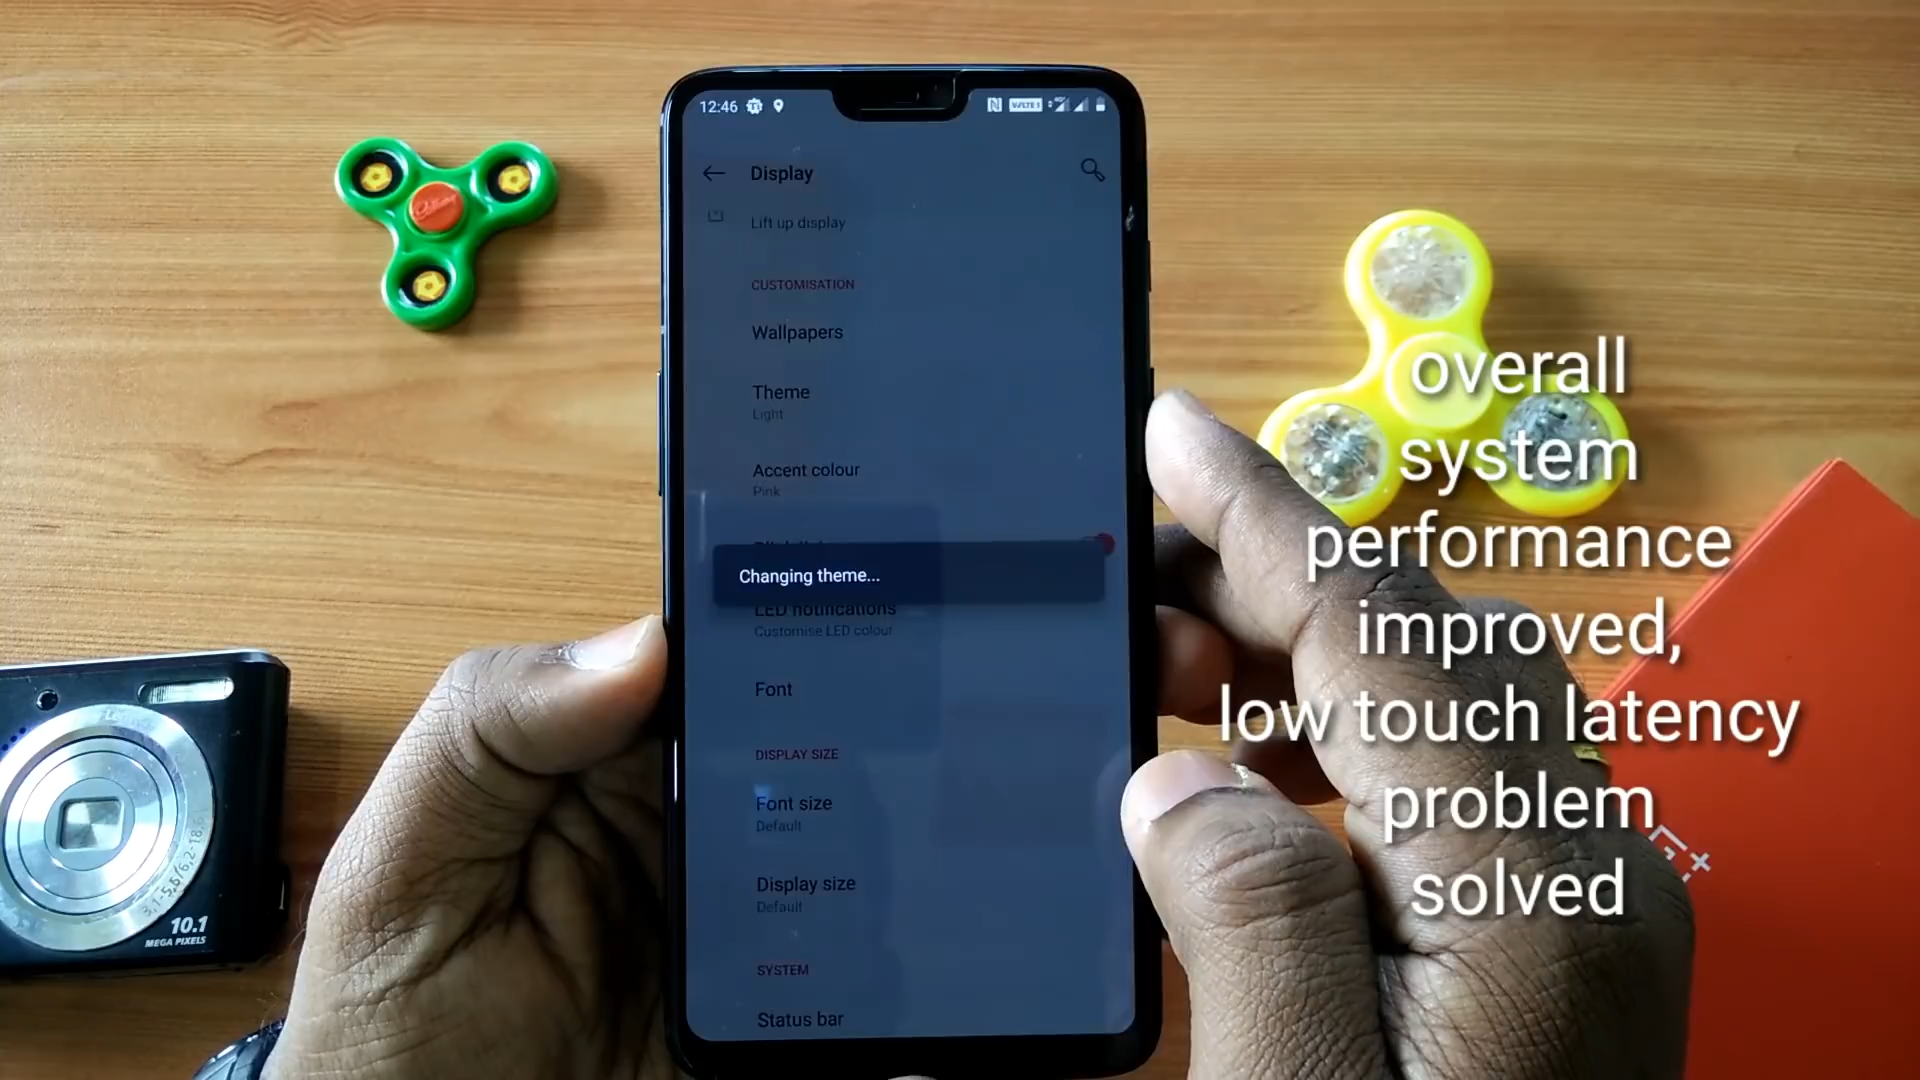 12:46
VoLTE 1
Display
Lift up display
CUSTOMISATION
Wallpapers
Theme
Light
Accent colour
Pink
Changing theme...
LED notifications
Customise LED colour
Font
DISPLAY SIZE
Font size
Default
Display size
Default
SYSTEM
Status bar
overall
system
performance
improved,
low touch latency
problem
solved
10.1
MEGA PIXELS